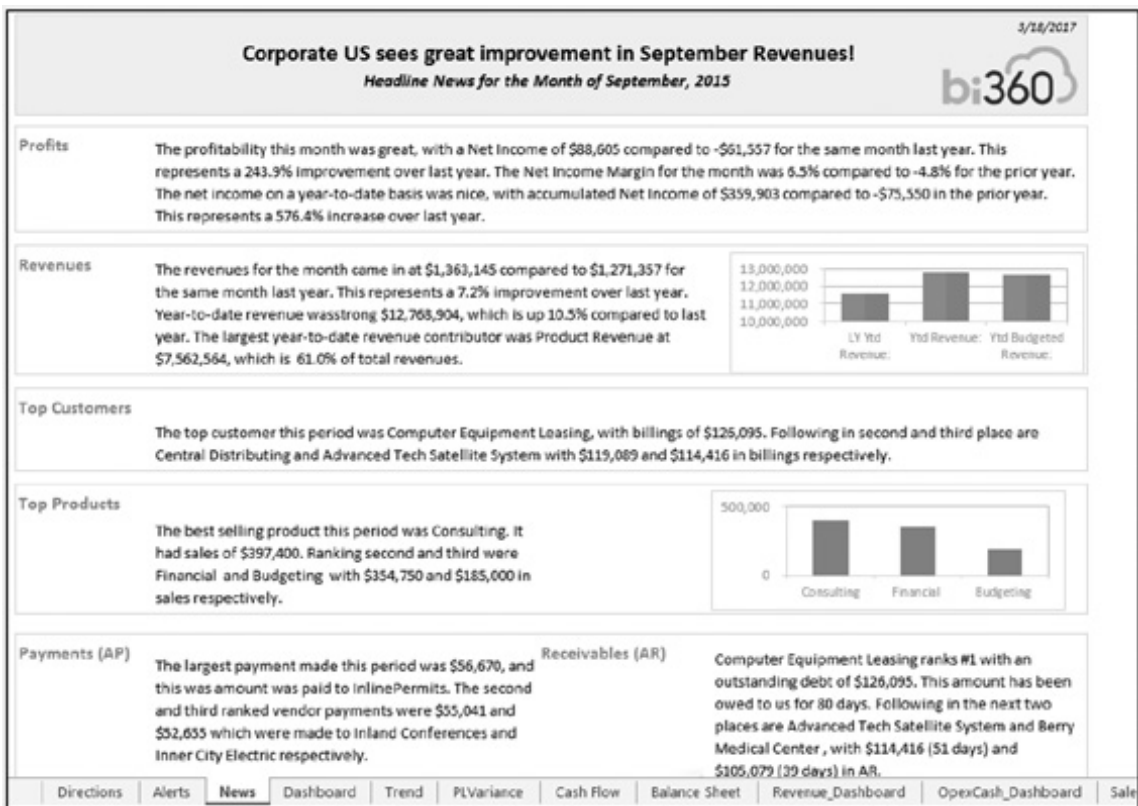 3/18/2017
Corporate US sees great improvement in September Revenues!
Headline News for the Month of September, 2015
bi360
Profits
The profitability this month was great, with a Net Income of $88,605 compared to -$61,557 for the same month last year. This
represents a 243.9% improvement over last year. The Net Income Margin for the month was 6.5% compared to -4.8% for the prior year.
The net income on a year-to-date basis was nice, with accumulated Net Income of $359,903 compared to -$75,550 in the prior year.
This represents a 576.4% increase over last year.
Revenues
The revenues for the month came in at $1,363,145 compared to $1,271,357 for
the same month last year. This represents a 7.2% improvement over last year.
Year-to-date revenue wasstrong $12,768,904, which is up 10.5% compared to last
year. The largest year-to-date revenue contributor was Product Revenue at
$7,562,564, which is 61.0% of total revenues.
13,000,000
12,000,000
11,000,000
10,000,000
LY Ytd
Revenue:
Ytd Revenue:
Ytd Budgeted
Revenue:
Top Customers
The top customer this period was Computer Equipment Leasing, with billings of $126,095. Following in second and third place are
Central Distributing and Advanced Tech Satellite System with $119,089 and $114,416 in billings respectively.
Top Products
The best selling product this period was Consulting. It
had sales of $397,400. Ranking second and third were
Financial and Budgeting with $354,750 and $185,000 in
sales respectively.
500,000
0
Consulting Financial Budgeting
Payments (AP)
The largest payment made this period was $56,670, and
this was amount was paid to InlinePermits. The second
and third ranked vendor payments were $55,041 and
$52,655 which were made to Inland Conferences and
Inner City Electric respectively.
Receivables (AR)
Computer Equipment Leasing ranks #1 with an
outstanding debt of $126,095. This amount has been
owed to us for 80 days. Following in the next two
places are Advanced Tech Satellite System and Berry
Medical Center , with $114,416 (51 days) and
$105,079 (39 days) in AR.
Directions Alerts News Dashboard Trend PLVariance Cash Flow Balance Sheet Revenue_Dashboard OpexCash_Dashboard Sale